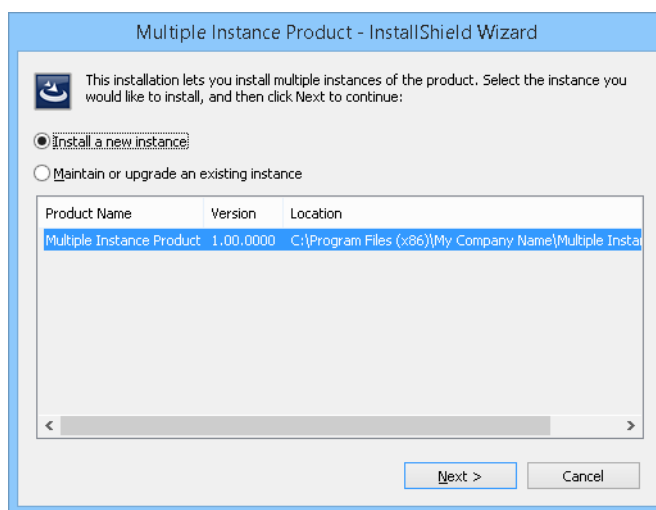 Multiple Instance Product - InstallShield Wizard
This installation lets you install multiple instances of the product. Select the instance you
would like to install, and then click Next to continue:
Install a new instance
Maintain or upgrade an existing instance
Product Name Version Location
Multiple Instance Product 1.00.0000 C:\Program Files (x86)\My Company Name\Multiple Instar
Next > Cancel